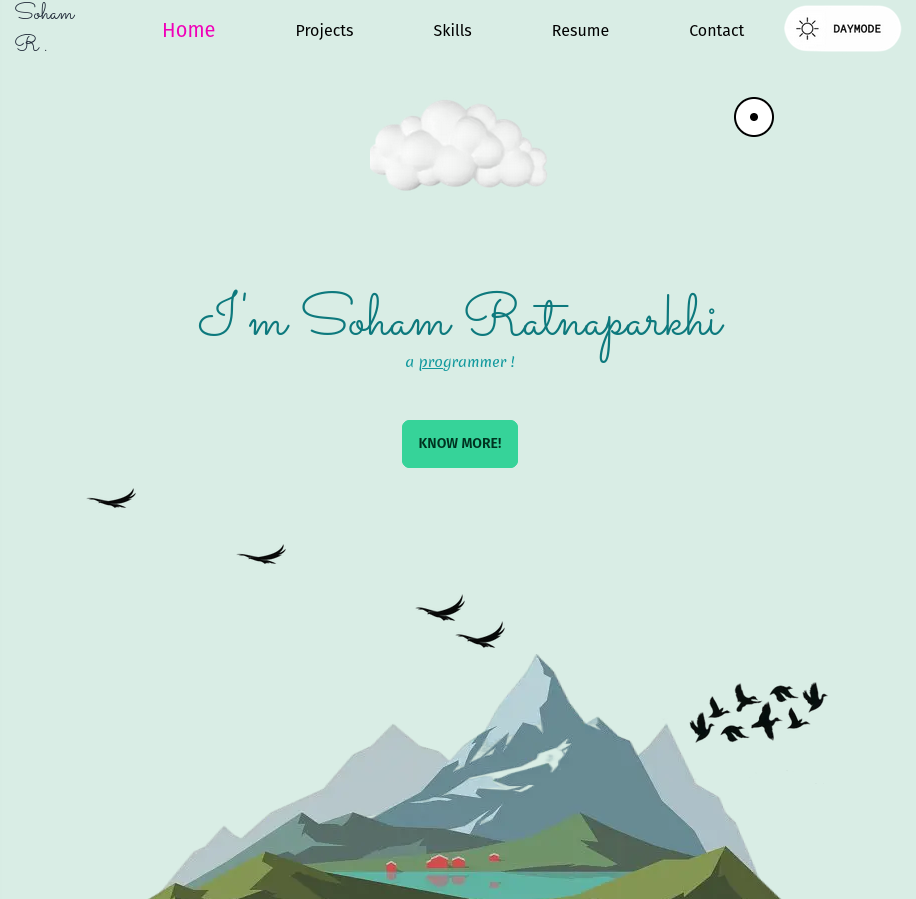 Soham
R .
Home
Projects
Skills
Resume
Contact
DAYMODE
I'm Soham Ratnaparkhi
a programmer !
KNOW MORE!